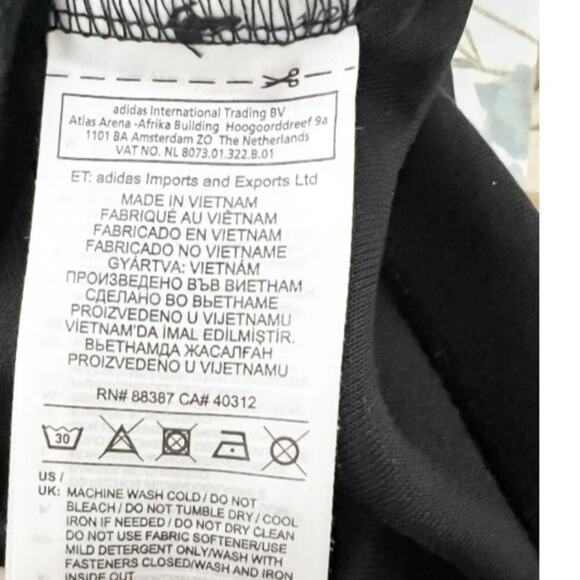 adidas International Trading BV
Atlas Arena -Afrika Building Hoogoorddreef 9a
1101 BA Amsterdam ZO The Netherlands
VAT NO. NL 8073.01.322.B.01
ET: adidas Imports and Exports Ltd
MADE IN VIETNAM
FABRIQUÉ AU VIÊTNAM
FABRICADO EN VIETNAM
FABRICADO NO VIETNAME
GYÁRTVA: VIETNÁM
ПРОИЗВЕДЕНО ВЪВ ВИЕТНАМ
СДЕЛАНО ВО ВЬЕТНАМЕ
PROIZVEDENO U VIJETNAMU
VİETNAM'DA İMAL EDİLMİŞTİR.
ВЬЕТНАМДА ЖАСАЛҒАН
PROIZVEDENO U VIJETNAMU
RN# 88387 CA# 40312
30
US /
UK: MACHINE WASH COLD / DO NOT
BLEACH / DO NOT TUMBLE DRY / COOL
IRON IF NEEDED / DO NOT DRY CLEAN
DO NOT USE FABRIC SOFTENER/USE
MILD DETERGENT ONLY/WASH WITH
FASTENERS CLOSED/WASH AND IRON
INSIDE OUT